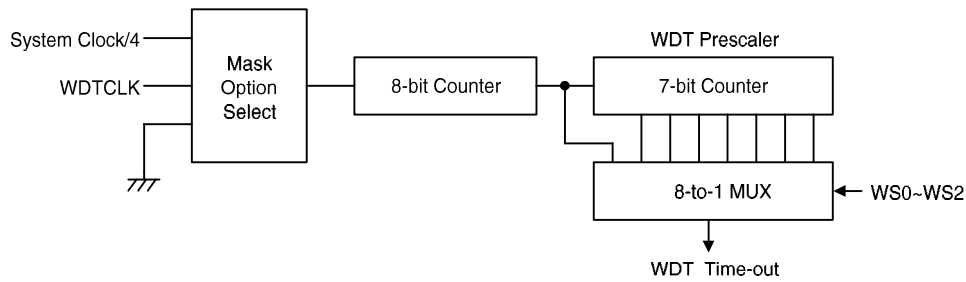 System Clock/4
WDTCLK
Mask
Option
Select
8-bit Counter
WDT Prescaler
7-bit Counter
8-to-1 MUX
WS0~WS2
WDT Time-out